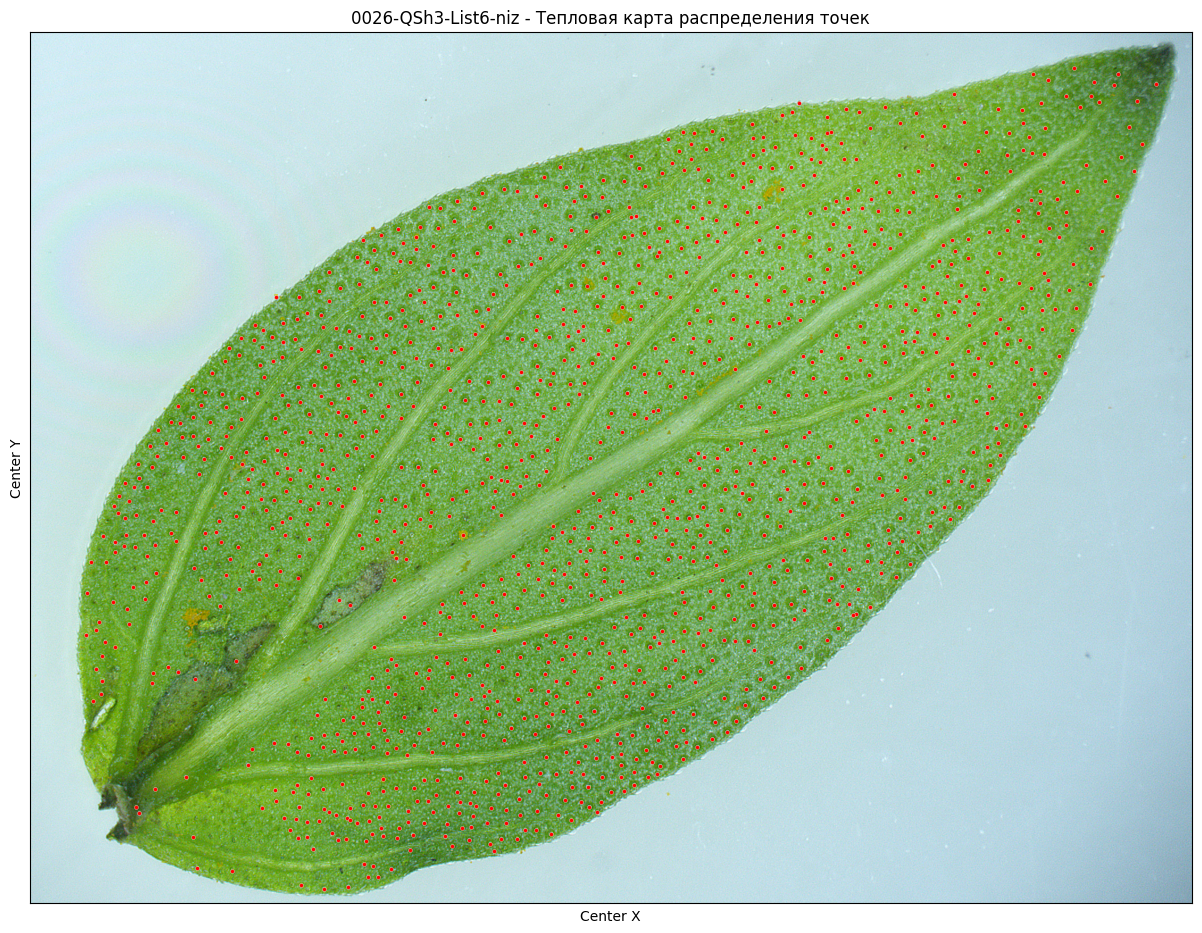 0026-QSh3-List6-niz - Тепловая карта распределения точек
Center Y
Center X